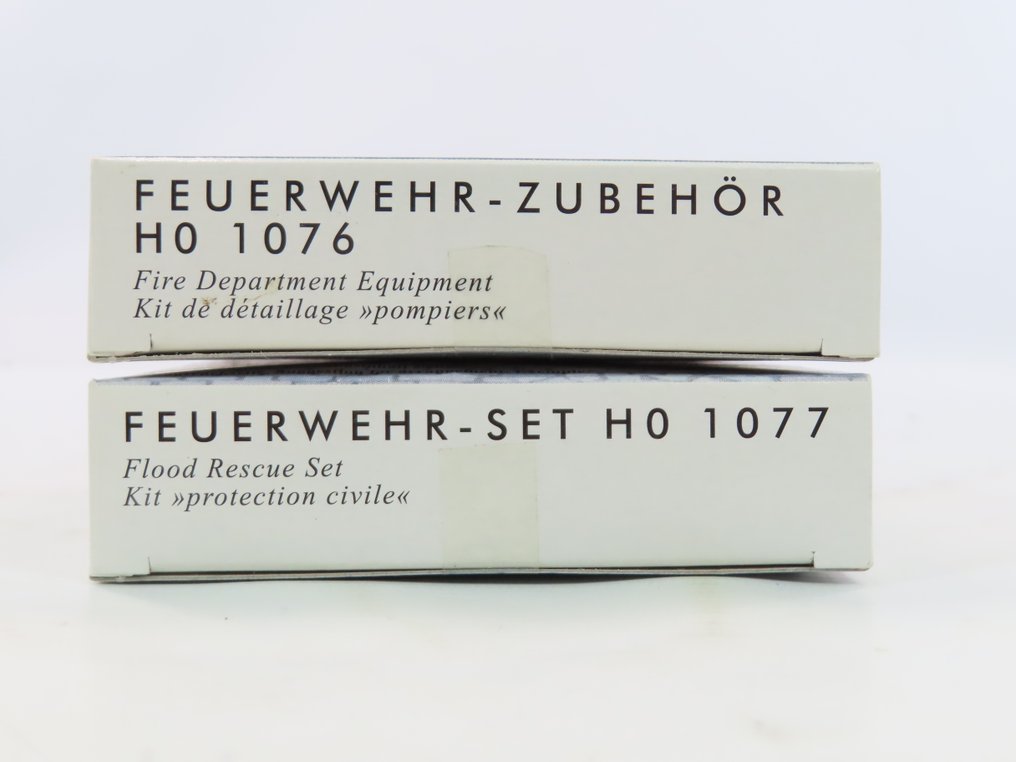 FEUERWEHR-ZUBEHÖR
H0 1076
Fire Department Equipment
Kit de détaillage »pompiers«
FEUERWEHR-SET H0 1077
Flood Rescue Set
Kit »protection civile«